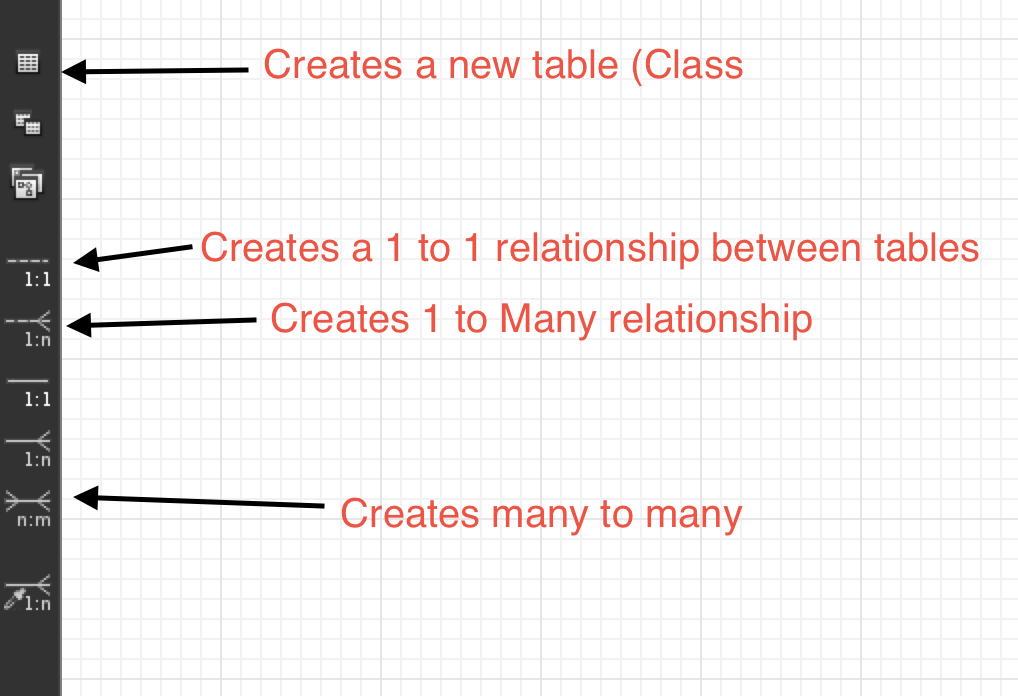 Creates a new table (Class
Creates a 1 to 1 relationship between tables
1:1
Creates 1 to Many relationship
1:n
1:1
1:n
Creates many to many
n:m
1:n